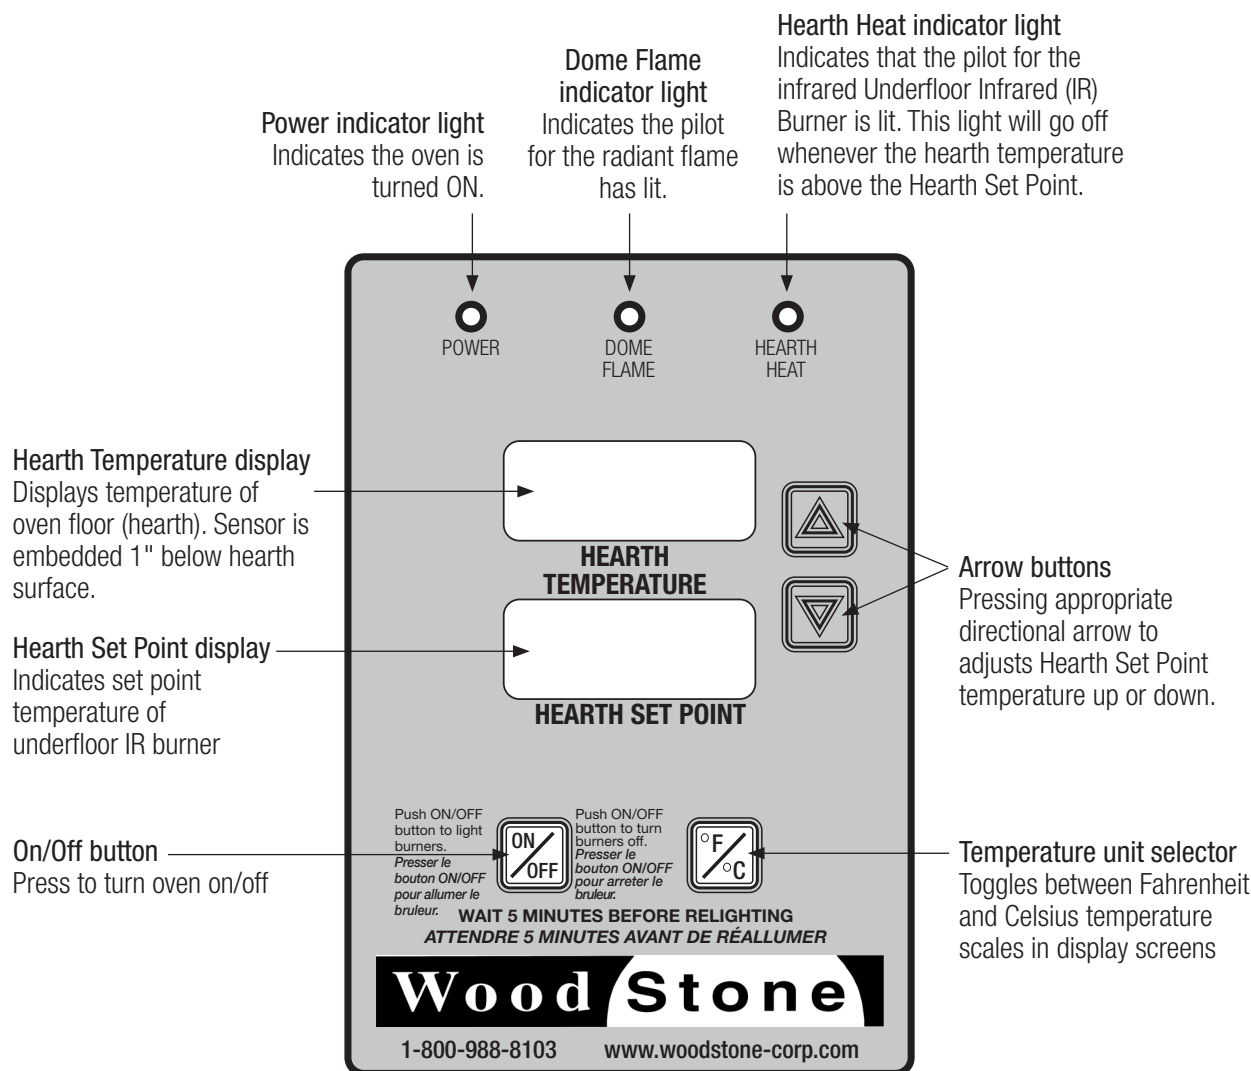 Hearth Heat indicator light
Indicates that the pilot for the
infrared Underfloor Infrared (IR)
Burner is lit. This light will go off
whenever the hearth temperature
is above the Hearth Set Point.
Dome Flame
indicator light
Indicates the pilot
for the radiant flame
has lit.
Power indicator light
Indicates the oven is
turned ON.
POWER
DOME
FLAME
HEARTH
HEAT
Hearth Temperature display
Displays temperature of
oven floor (hearth). Sensor is
embedded 1" below hearth
surface.
HEARTH
TEMPERATURE
Arrow buttons
Pressing appropriate
directional arrow to
adjusts Hearth Set Point
temperature up or down.
Hearth Set Point display
Indicates set point
temperature of
underfloor IR burner
HEARTH SET POINT
On/Off button
Press to turn oven on/off
Push ON/OFF
button to light
burners.
Presser le
bouton ON/OFF
pour allumer le
bruleur.
ON
OFF
Push ON/OFF
button to turn
burners off.
Presser le
bouton ON/OFF
pour arreter le
bruleur.
°F
°C
Temperature unit selector
Toggles between Fahrenheit
and Celsius temperature
scales in display screens
WAIT 5 MINUTES BEFORE RELIGHTING
ATTENDRE 5 MINUTES AVANT DE RÉALLUMER
Wood Stone
1-800-988-8103 www.woodstone-corp.com